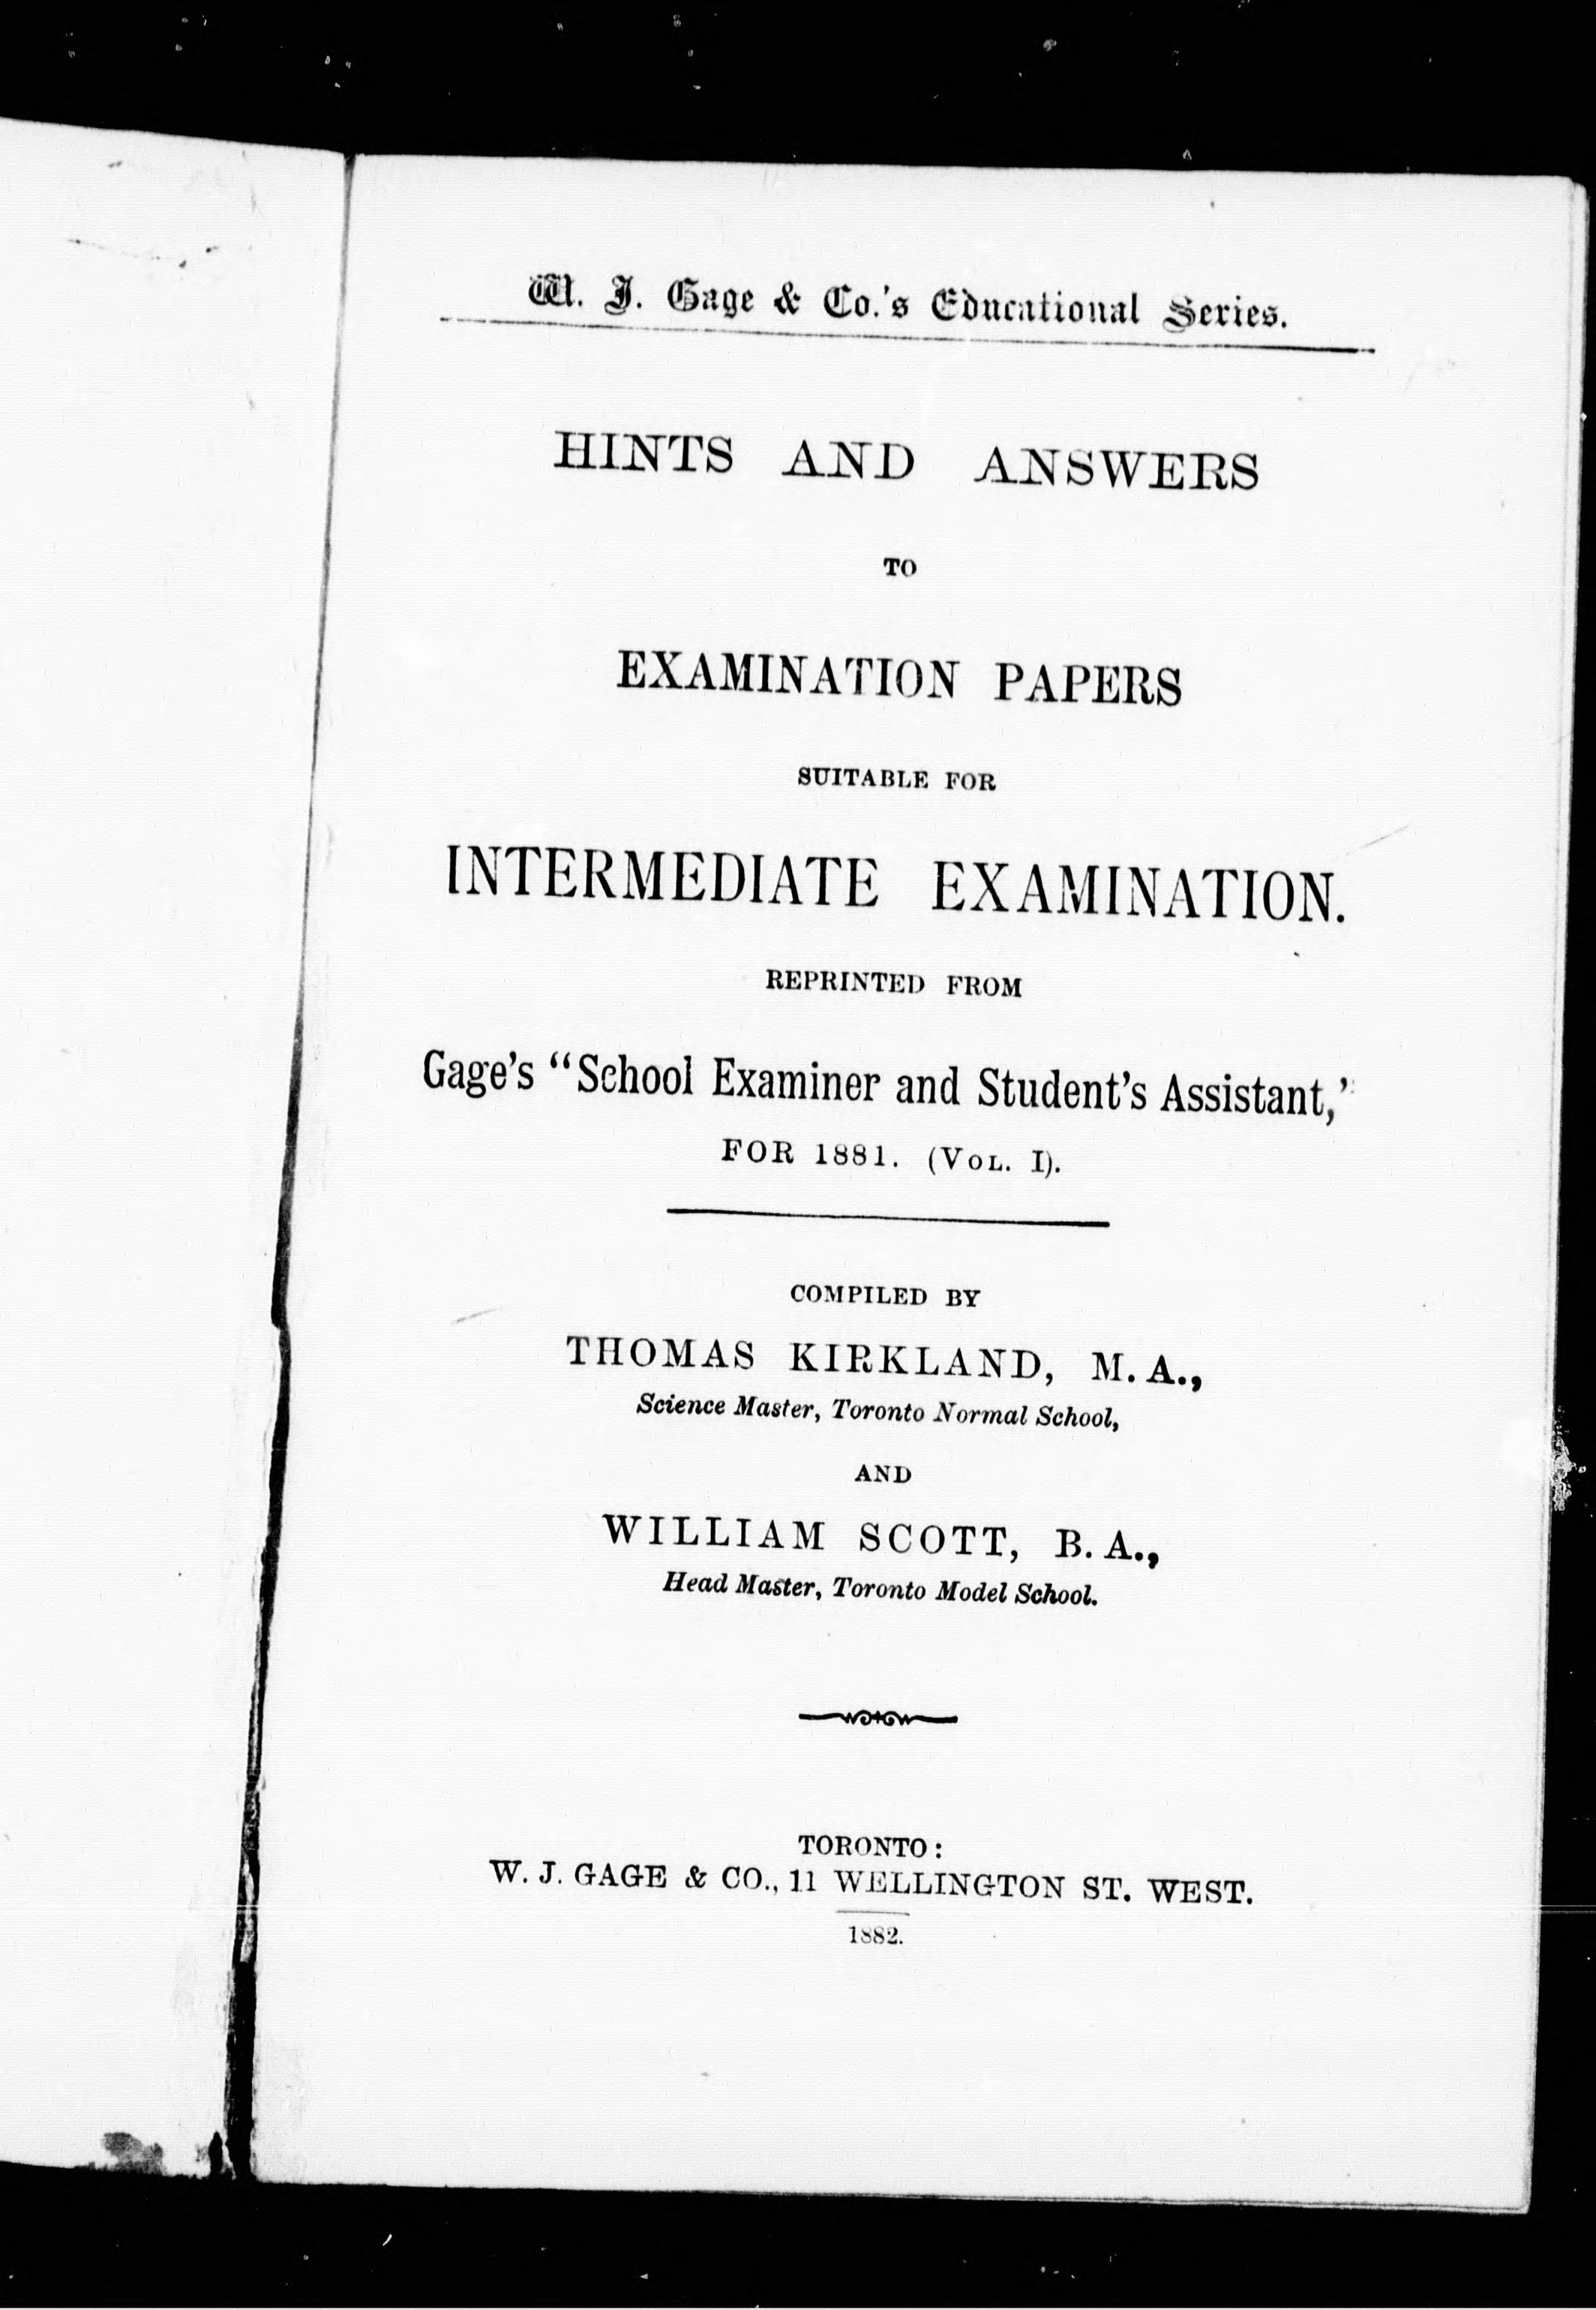 W. J. Gage & Co.'s Educational Series.
HINTS AND ANSWERS
TO
EXAMINATION PAPERS
SUITABLE FOR
INTERMEDIATE EXAMINATION.
REPRINTED FROM
Gage's "School Examiner and Student's Assistant,"
FOR 1881. (VOL. I).
COMPILED BY
THOMAS KIRKLAND, M. A.,
Science Master, Toronto Normal School,
AND
WILLIAM SCOTT, B. A.,
Head Master, Toronto Model School.
TORONTO:
W. J. GAGE & CO., 11 WELLINGTON ST. WEST.
1882.